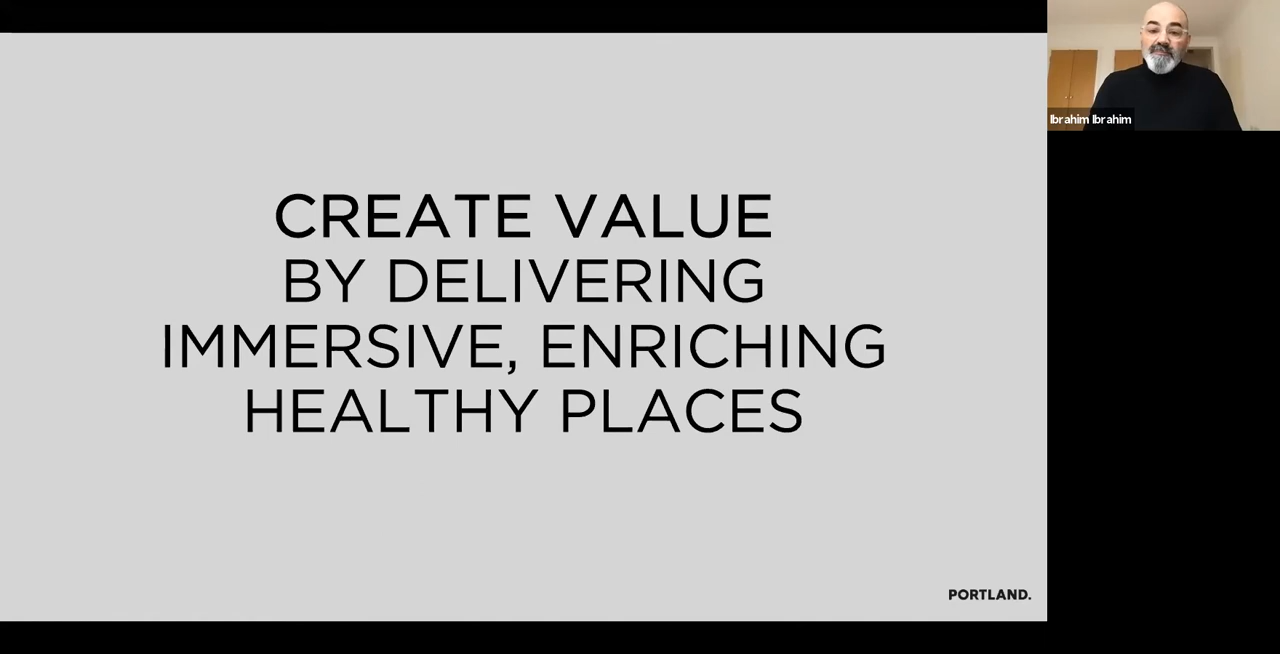 CREATE VALUE
BY DELIVERING
IMMERSIVE, ENRICHING
HEALTHY PLACES
PORTLAND.
Ibrahim Ibrahim